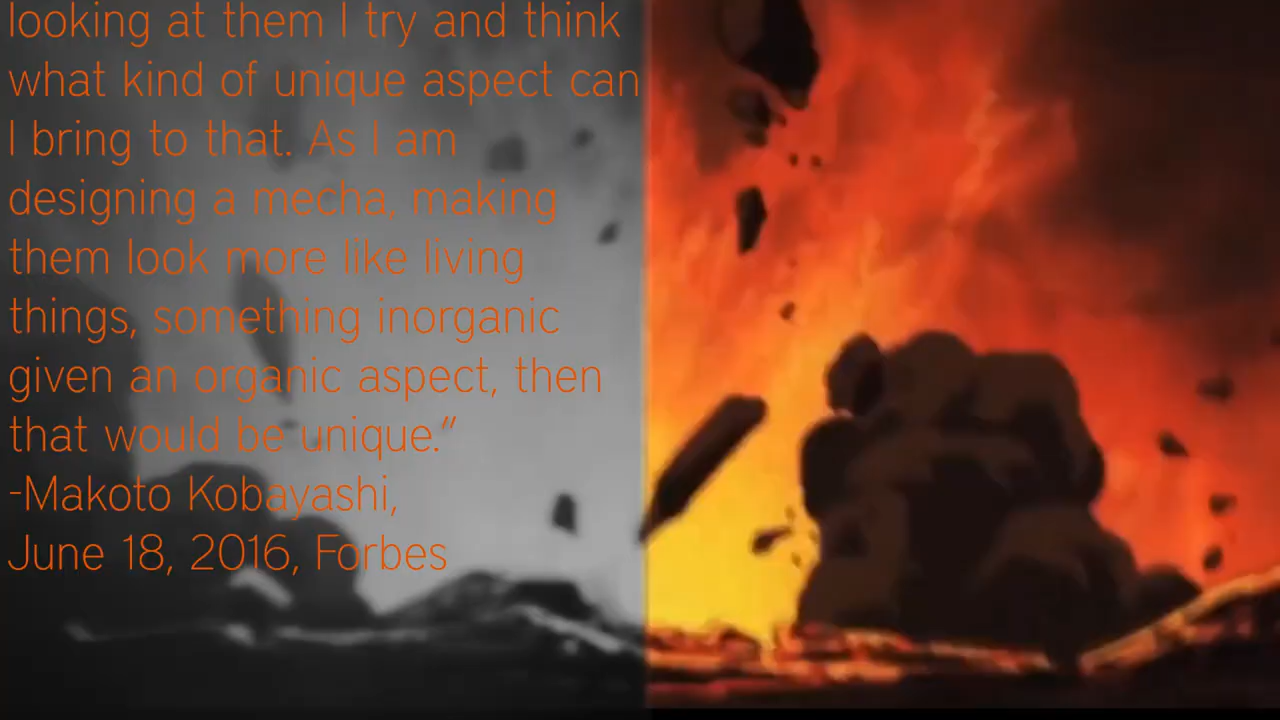 looking at them I try and think
what kind of unique aspect can
I bring to that. As I am
designing a mecha, making
them look more like living
things, something inorganic
given an organic aspect, then
that would be unique.”
-Makoto Kobayashi,
June 18, 2016, Forbes